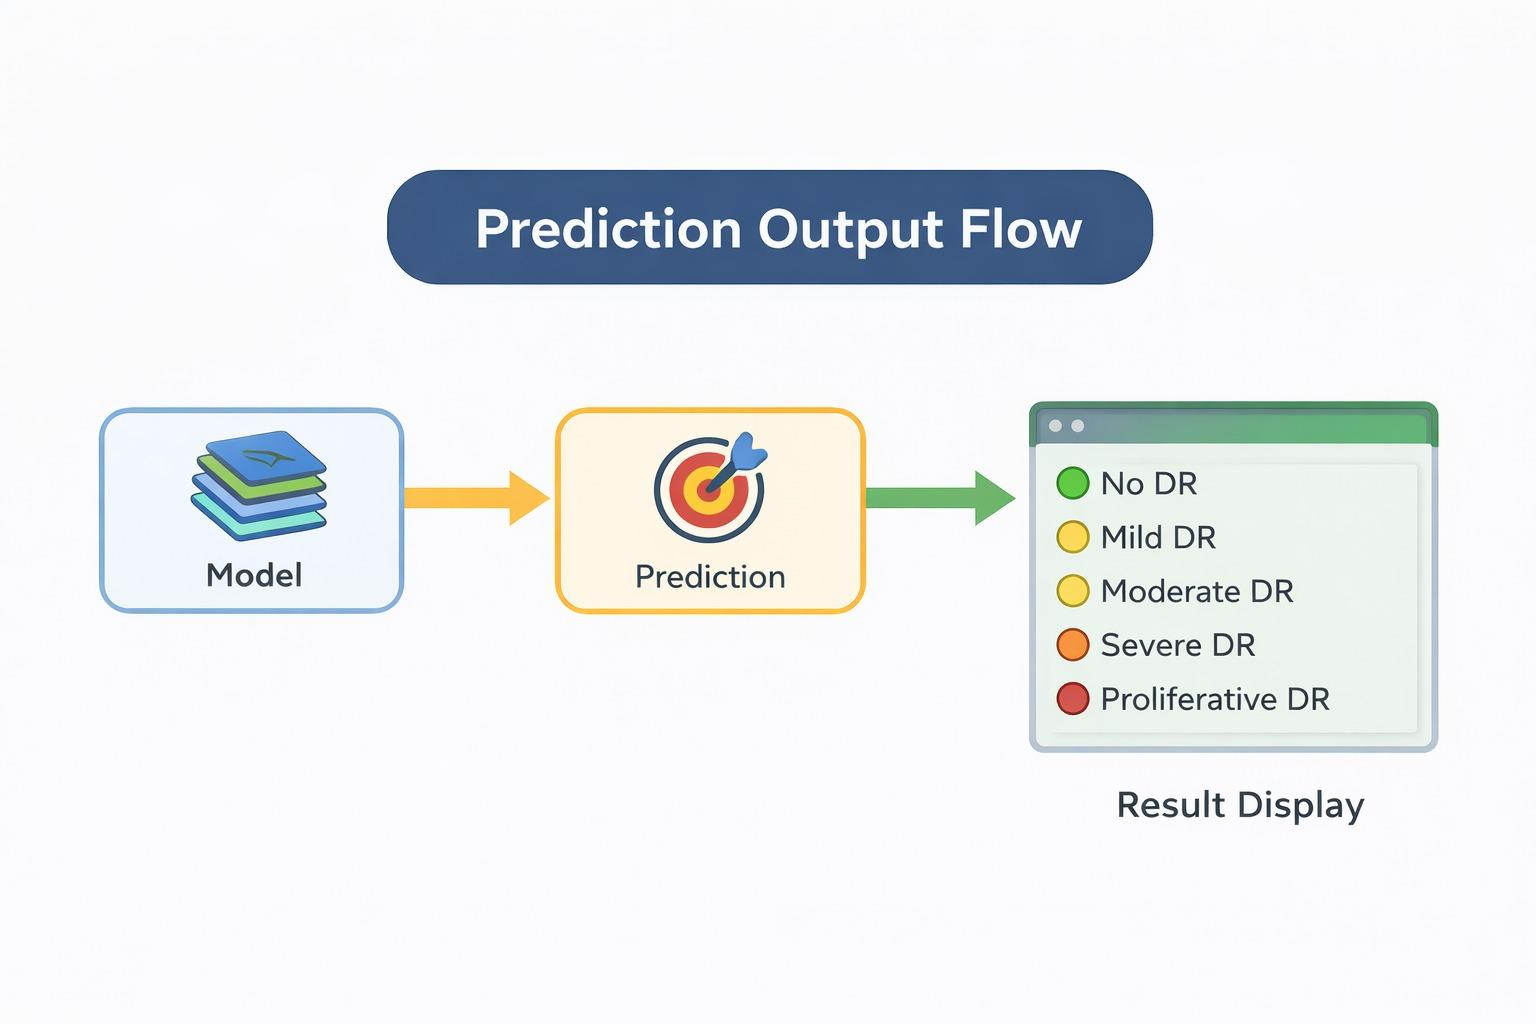 Prediction Output Flow
Model
Prediction
No DR
Mild DR
Moderate DR
Severe DR
Proliferative DR
Result Display